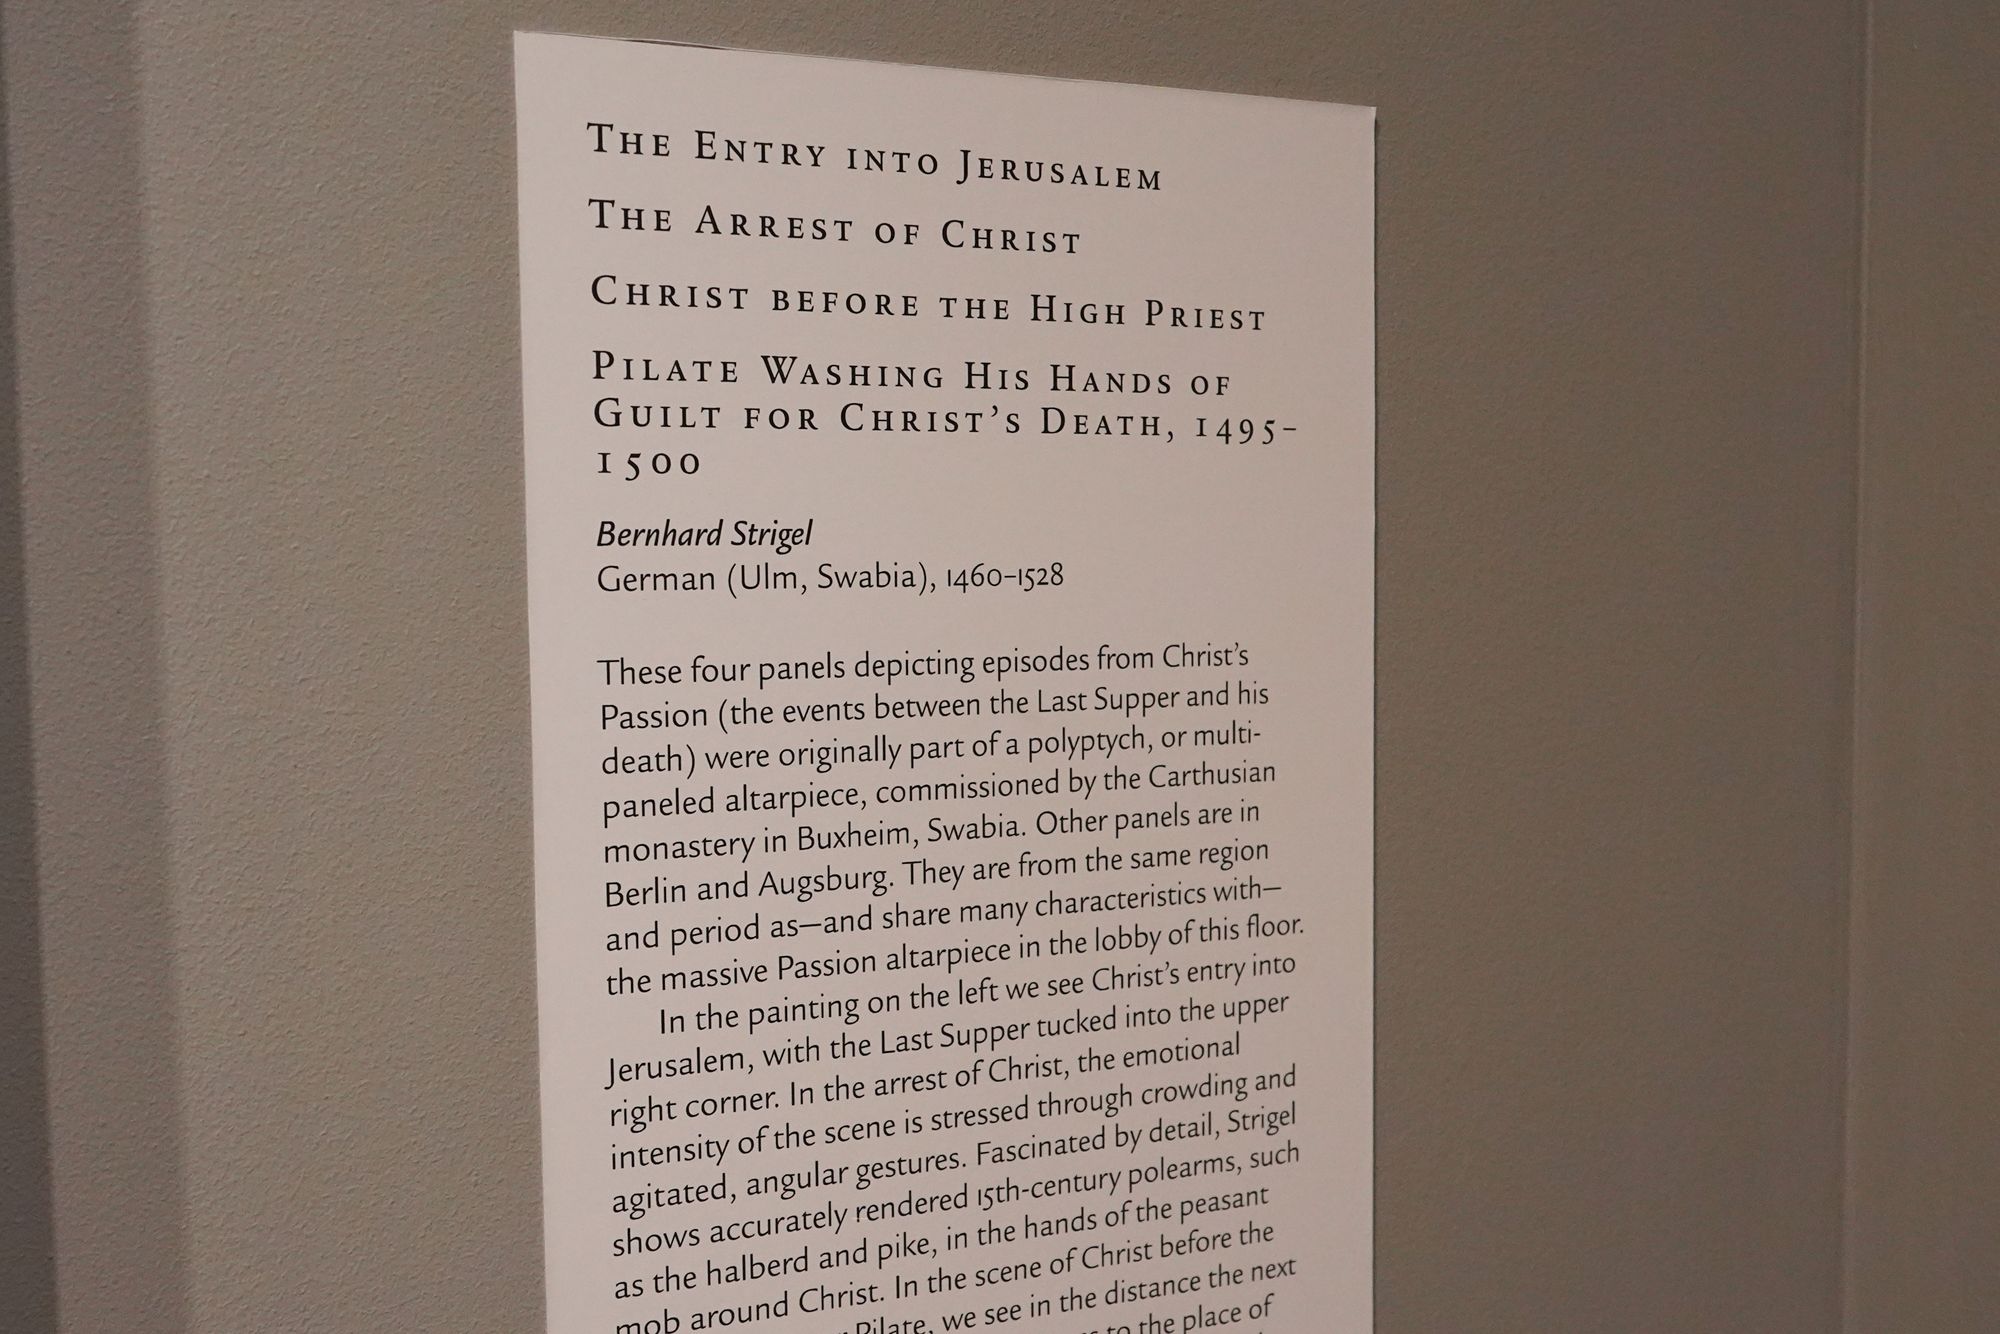 The Entry into Jerusalem
The Arrest of Christ
Christ before the High Priest
Pilate Washing His Hands of
Guilt for Christ's Death, 1495–
1500
Bernhard Strigel
German (Ulm, Swabia), 1460–1528
These four panels depicting episodes from Christ's
Passion (the events between the Last Supper and his
death) were originally part of a polyptych, or multi-
paneled altarpiece, commissioned by the Carthusian
monastery in Buxheim, Swabia. Other panels are in
Berlin and Augsburg. They are from the same region
and period as—and share many characteristics with—
the massive Passion altarpiece in the lobby of this floor.
In the painting on the left we see Christ's entry into
Jerusalem, with the Last Supper tucked into the upper
right corner. In the arrest of Christ, the emotional
intensity of the scene is stressed through crowding and
agitated, angular gestures. Fascinated by detail, Strigel
shows accurately rendered 15th-century polearms, such
as the halberd and pike, in the hands of the peasant
mob around Christ. In the scene of Christ before the
Pilate, we see in the distance the next
to the place of